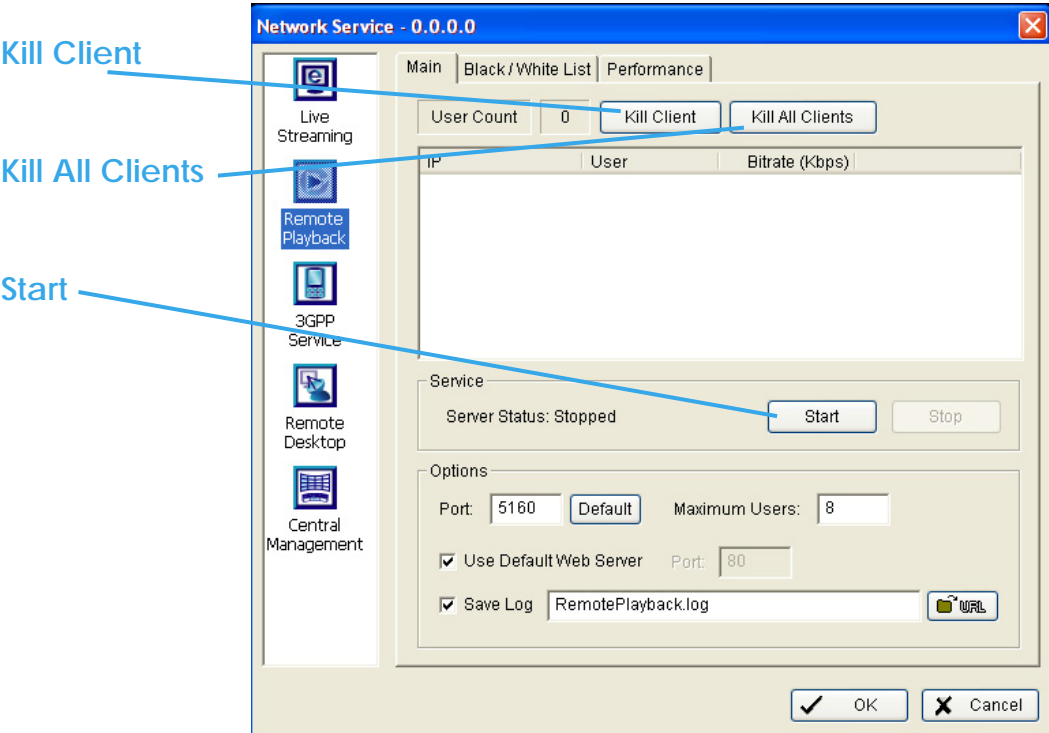 Network Service - 0.0.0.0
Kill Client
Kill All Clients
Start
Live
Streaming
Remote
Playback
3GPP
Service
Remote
Desktop
Central
Management
Main Black / White List Performance
User Count 0 Kill Client Kill All Clients
IP User Bitrate (Kbps)
Service
Server Status: Stopped Start Stop
Options
Port: 5160 Default Maximum Users: 8
Use Default Web Server Port: 80
Save Log RemotePlayback.log URL
OK Cancel